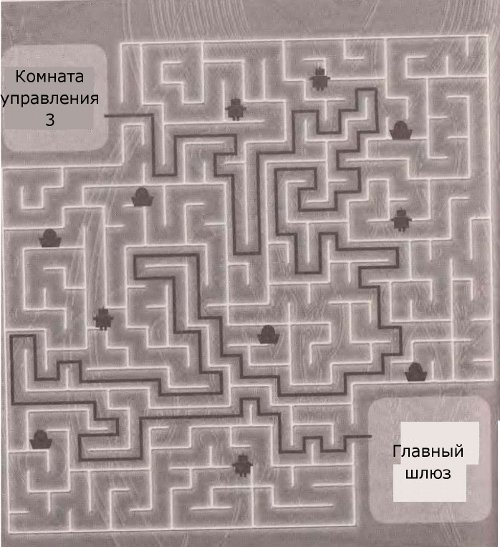 Комната
управления
3
Главный
шлюз